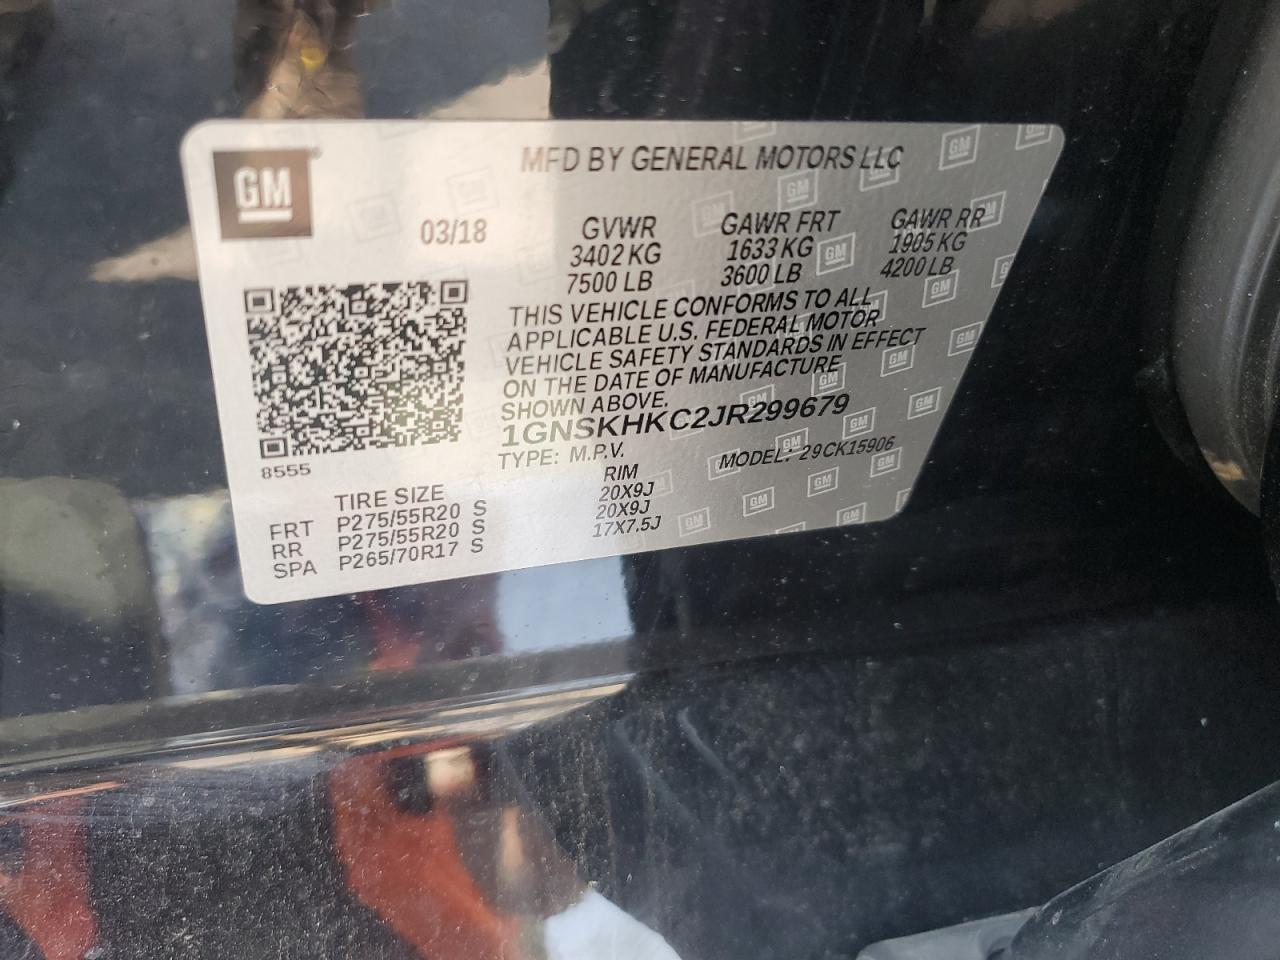 GM
MFD BY GENERAL MOTORS LLC
03/18
GVWR GAWR FRT GAWR RR
3402 KG 1633 KG 1905 KG
7500 LB 3600 LB 4200 LB
THIS VEHICLE CONFORMS TO ALL
APPLICABLE U.S. FEDERAL MOTOR
VEHICLE SAFETY STANDARDS IN EFFECT
ON THE DATE OF MANUFACTURE
SHOWN ABOVE.
1GNSKHKC2JR299679
TYPE: M.P.V. MODEL: 29CK15906
8555
TIRE SIZE RIM
FRT P275/55R20 S 20X9J
RR P275/55R20 S 20X9J
SPA P265/70R17 S 17X7.5J